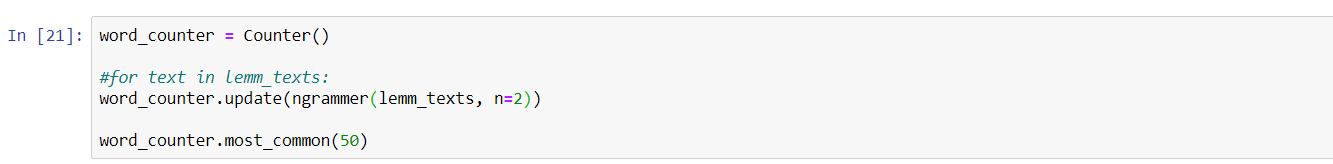 In [21]: word_counter = Counter()
#for text in lemm_texts:
word_counter.update(ngrammer(lemm_texts, n=2))
word_counter.most_common(50)